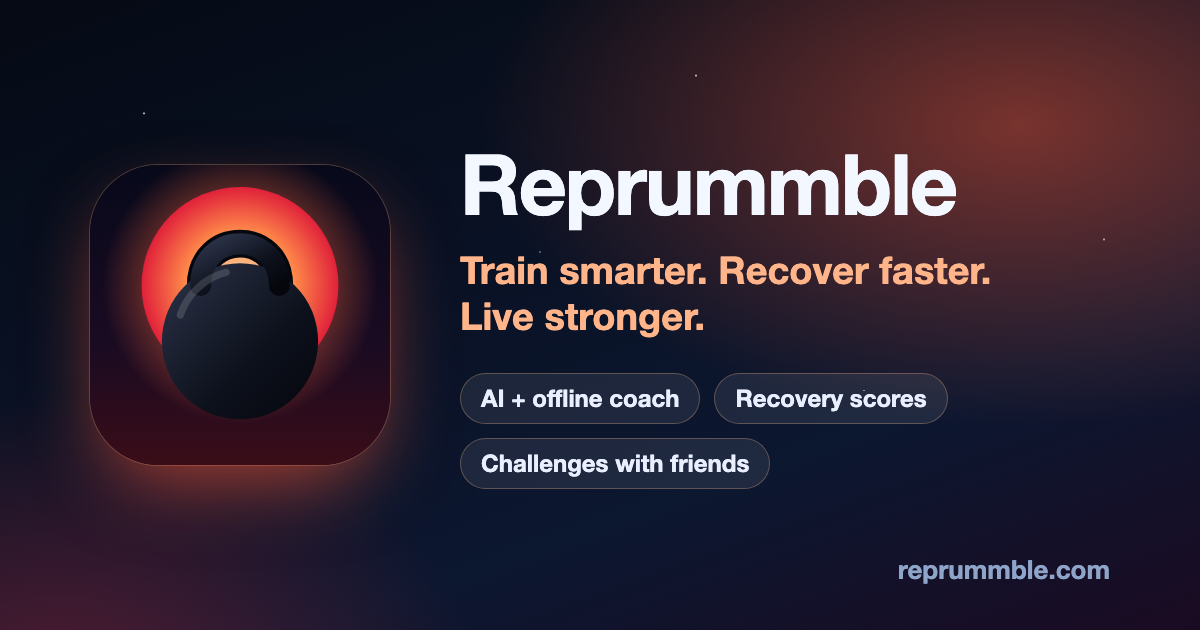 Reprummble
Train smarter. Recover faster.
Live stronger.
AI + offline coach
Recovery scores
Challenges with friends
reprummble.com